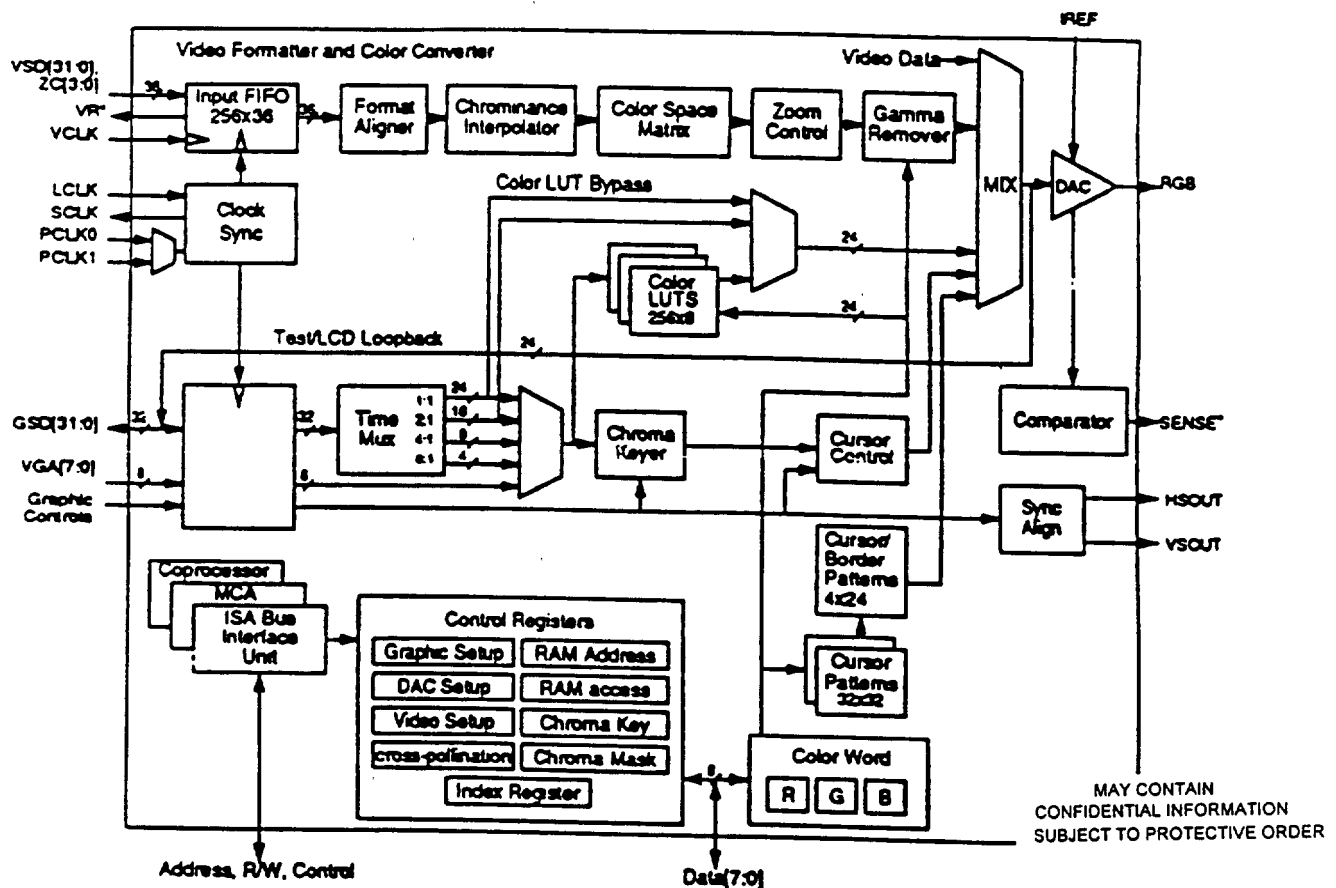 IREF
Video Formatter and Color Converter
Video Data
VSD[31:0],
ZC[3:0]
36
VR*
VCLK
Input FIFO
256x36
36
Format
Aligner
Chrominance
Interpolator
Color Space
Matrix
Zoom
Control
Gamma
Remover
MIX
DAC
RGB
LCLK
SCLK
PCLK0
PCLK1
Clock
Sync
Color LUT Bypass
24
Color
LUTS
256x8
24
Test/LCD Loopback
24
GSD[31:0]
32
VGA[7:0]
8
Graphic
Controls
32
8
Time
Mux
1:1
2:1
4:1
8:1
24
16
8
4
Chroma
Keyer
Cursor
Control
Comparator
SENSE*
Sync
Align
HSOUT
VSOUT
Cursor/
Border
Patterns
4x24
Cursor
Patterns
32x32
Coprocessor
MCA
ISA Bus
Interface
Unit
Control Registers
Graphic Setup
RAM Address
DAC Setup
RAM access
Video Setup
Chroma Key
cross-pollination
Chroma Mask
Index Register
8
Color Word
R
G
B
MAY CONTAIN
CONFIDENTIAL INFORMATION
SUBJECT TO PROTECTIVE ORDER
Address, R/W, Control
Data[7:0]